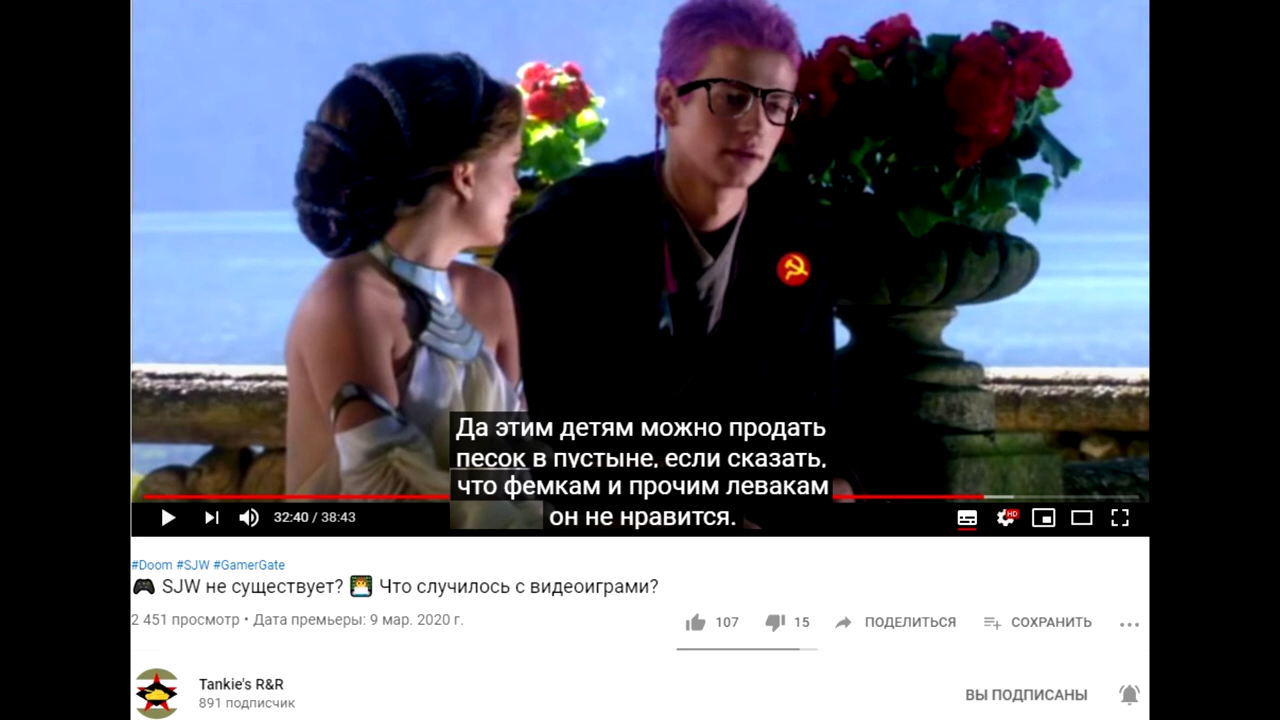 Да этим детям можно продать
песок в пустыне, если сказать,
что фемкам и прочим левакам
он не нравится.
32:40 / 38:43
HD
#Doom #SJW #GamerGate
🎮 SJW не существует? 👨‍💻 Что случилось с видеоиграми?
2 451 просмотр • Дата премьеры: 9 мар. 2020 г.
107
15
ПОДЕЛИТЬСЯ
СОХРАНИТЬ
Tankie's R&R
891 подписчик
ВЫ ПОДПИСАНЫ